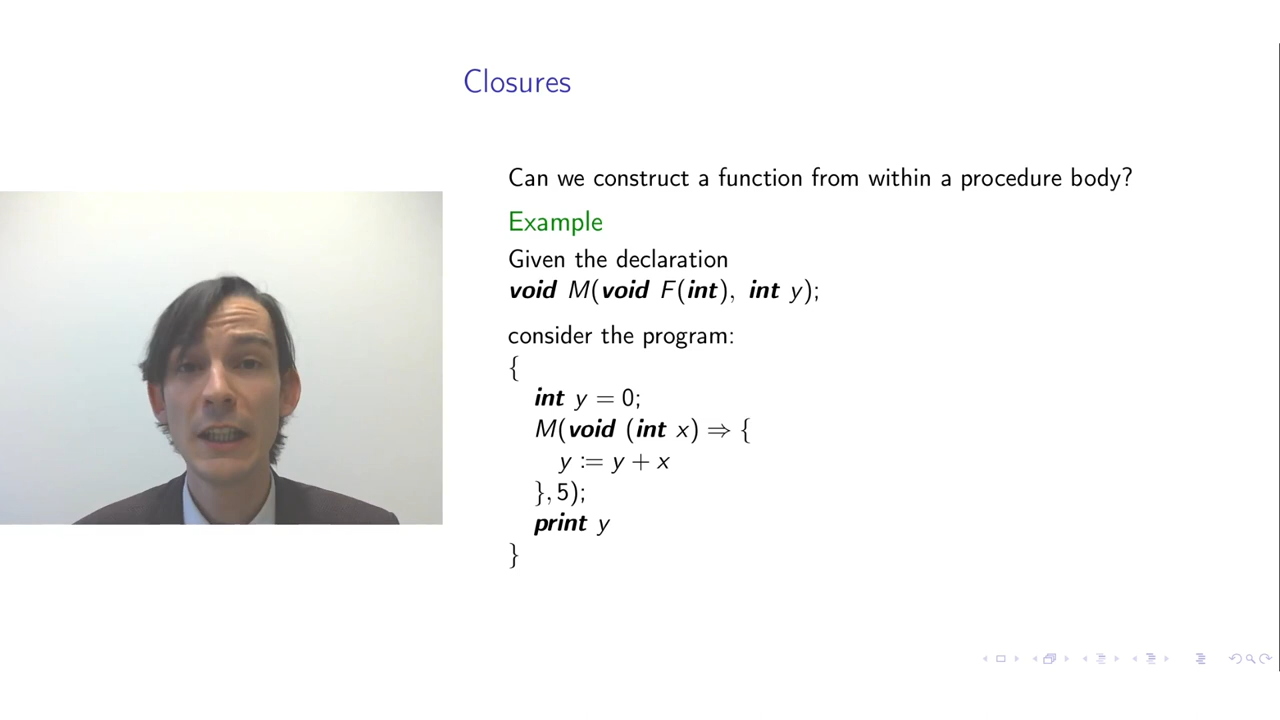 Closures
Can we construct a function from within a procedure body?
Example
Given the declaration
void M(void F(int), int y);
consider the program:
{
int y = 0;
M(void (int x) ⇒ {
y := y + x
}, 5);
print y
}